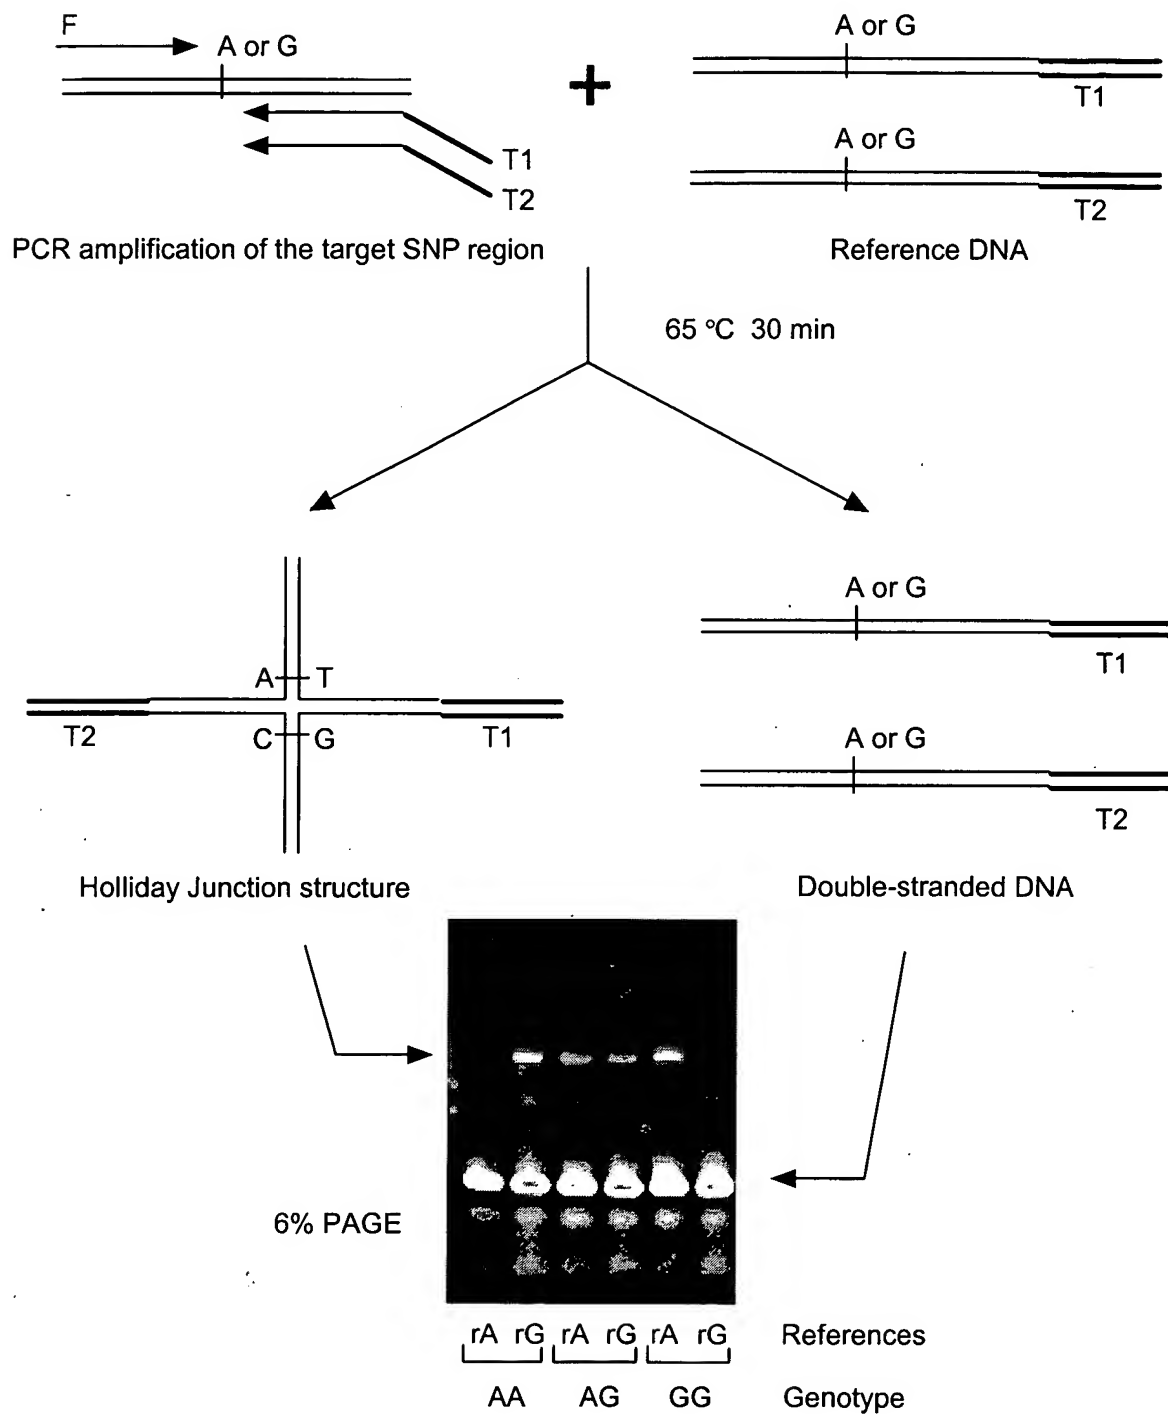 F
A or G
T1
T2
PCR amplification of the target SNP region
+
A or G
T1
A or G
T2
Reference DNA
65 °C 30 min
A T
T2 T1
C G
Holliday Junction structure
A or G
T1
A or G
T2
Double-stranded DNA
6% PAGE
rA rG rA rG rA rG References
AA AG GG Genotype